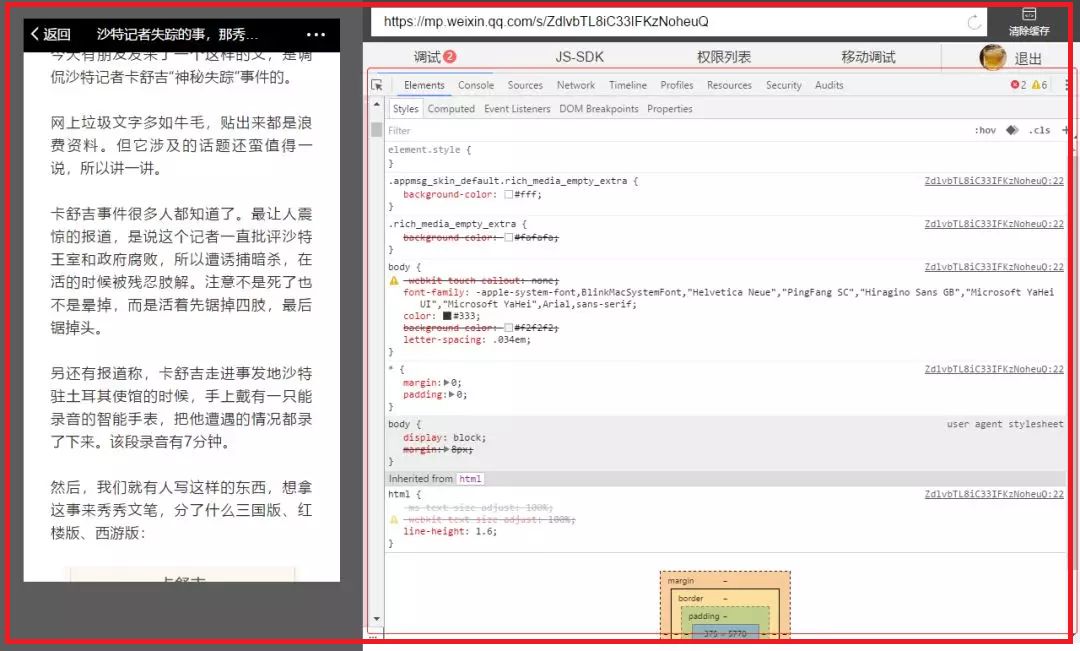 返回 沙特记者失踪的事，那秀...
今天有朋友发来了一个这样的文，是调
侃沙特记者卡舒吉“神秘失踪”事件的。
网上垃圾文字多如牛毛，贴出来都是浪
费资料。但它涉及的话题还蛮值得一
说，所以讲一讲。
卡舒吉事件很多人都知道了。最让人震
惊的报道，是说这个记者一直批评沙特
王室和政府腐败，所以遭诱捕暗杀，在
活的时候被残忍肢解。注意不是死了也
不是晕掉，而是活着先锯掉四肢，最后
锯掉头。
另还有报道称，卡舒吉走进事发地沙特
驻土耳其使馆的时候，手上戴有一只能
录音的智能手表，把他遭遇的情况都录
了下来。该段录音有7分钟。
然后，我们就有人写这样的东西，想拿
这事来秀秀文笔，分了什么三国版、红
楼版、西游版：
卡舒吉
https://mp.weixin.qq.com/s/ZdlvbTL8iC33IFKzNoheuQ
清除缓存
调试 2 JS-SDK 权限列表 移动调试 退出
Elements Console Sources Network Timeline Profiles Resources Security Audits 2 6
Styles Computed Event Listeners DOM Breakpoints Properties
Filter :hov .cls +
element.style {
}
.appmsg_skin_default.rich_media_empty_extra { ZdlvbTL8iC33IFKzNoheuQ:22
background-color: #fff;
}
.rich_media_empty_extra { ZdlvbTL8iC33IFKzNoheuQ:22
background-color: #fafafa;
}
body { ZdlvbTL8iC33IFKzNoheuQ:22
-webkit-touch-callout: none;
font-family: -apple-system-font,BlinkMacSystemFont,"Helvetica Neue","PingFang SC","Hiragino Sans GB","Microsoft YaHei
UI","Microsoft YaHei",Arial,sans-serif;
color: #333;
background-color: #f2f2f2;
letter-spacing: .034em;
}
* { ZdlvbTL8iC33IFKzNoheuQ:22
margin: 0;
padding: 0;
}
body { user agent stylesheet
display: block;
margin: 8px;
}
Inherited from html
html { ZdlvbTL8iC33IFKzNoheuQ:22
-ms-text-size-adjust: 100%;
-webkit-text-size-adjust: 100%;
line-height: 1.6;
}
margin -
border -
padding -
375 × 5770